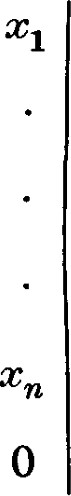 x₁
.
.
.
xₙ
0